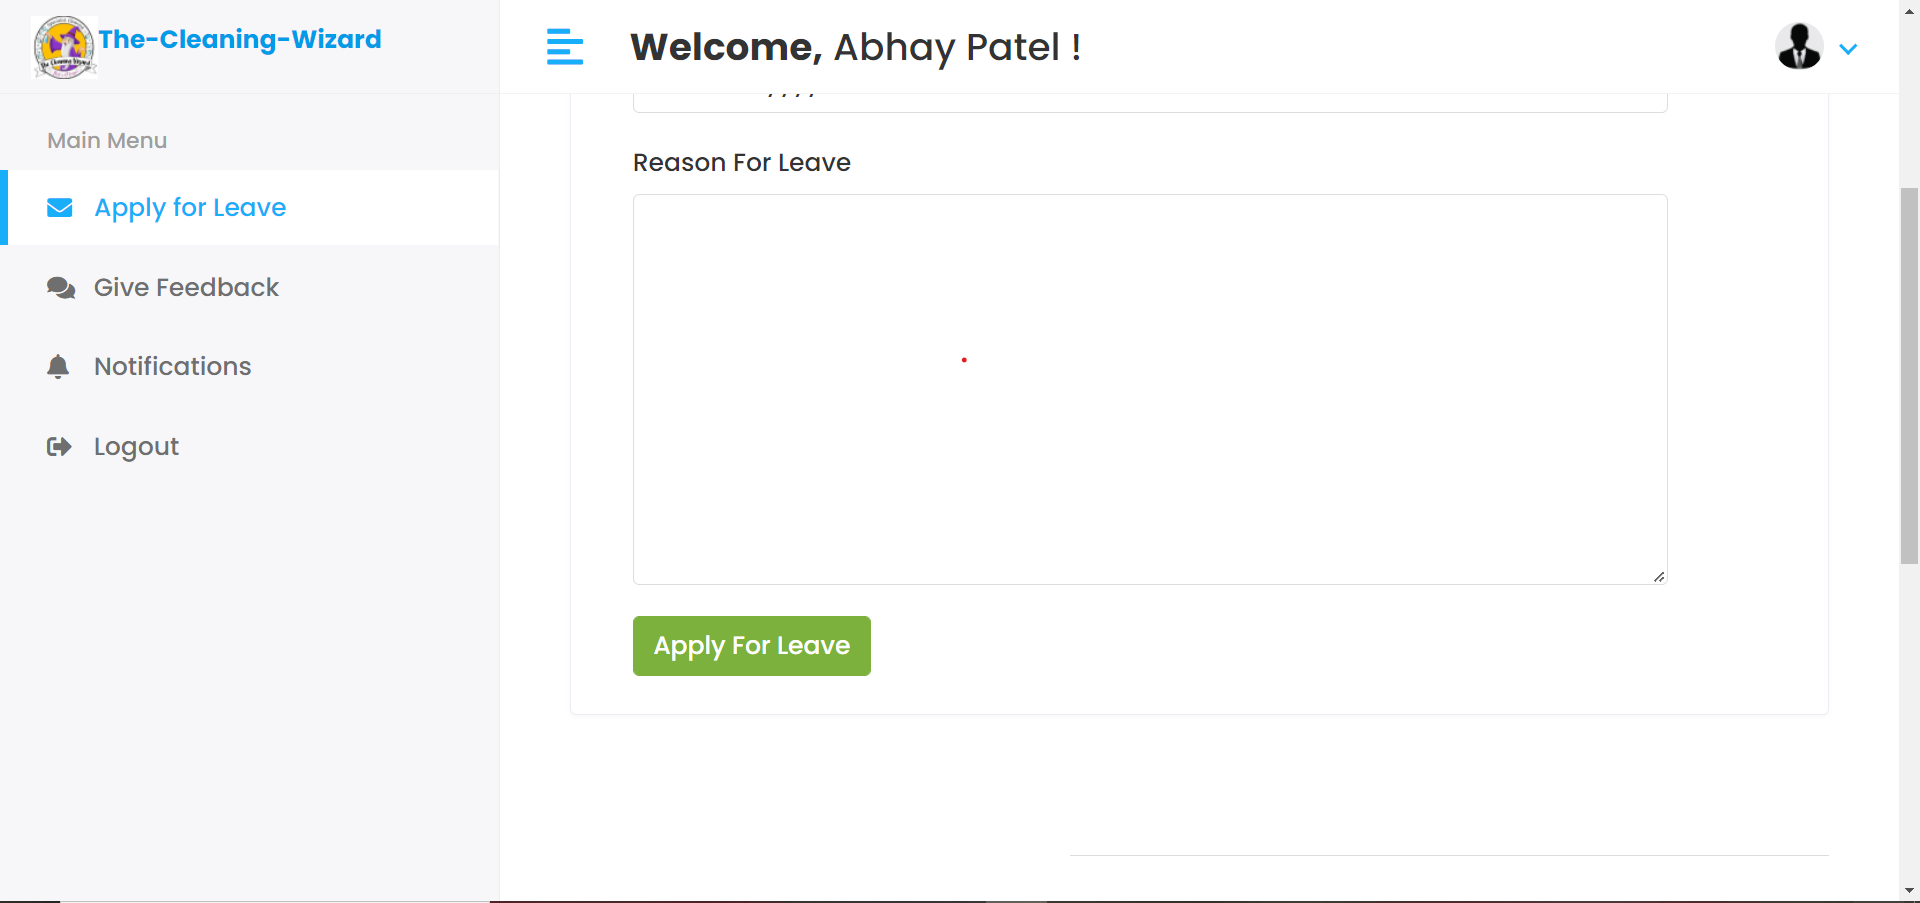 The-Cleaning-Wizard
Welcome, Abhay Patel !
Main Menu
Apply for Leave
Give Feedback
Notifications
Logout
Reason For Leave
Apply For Leave